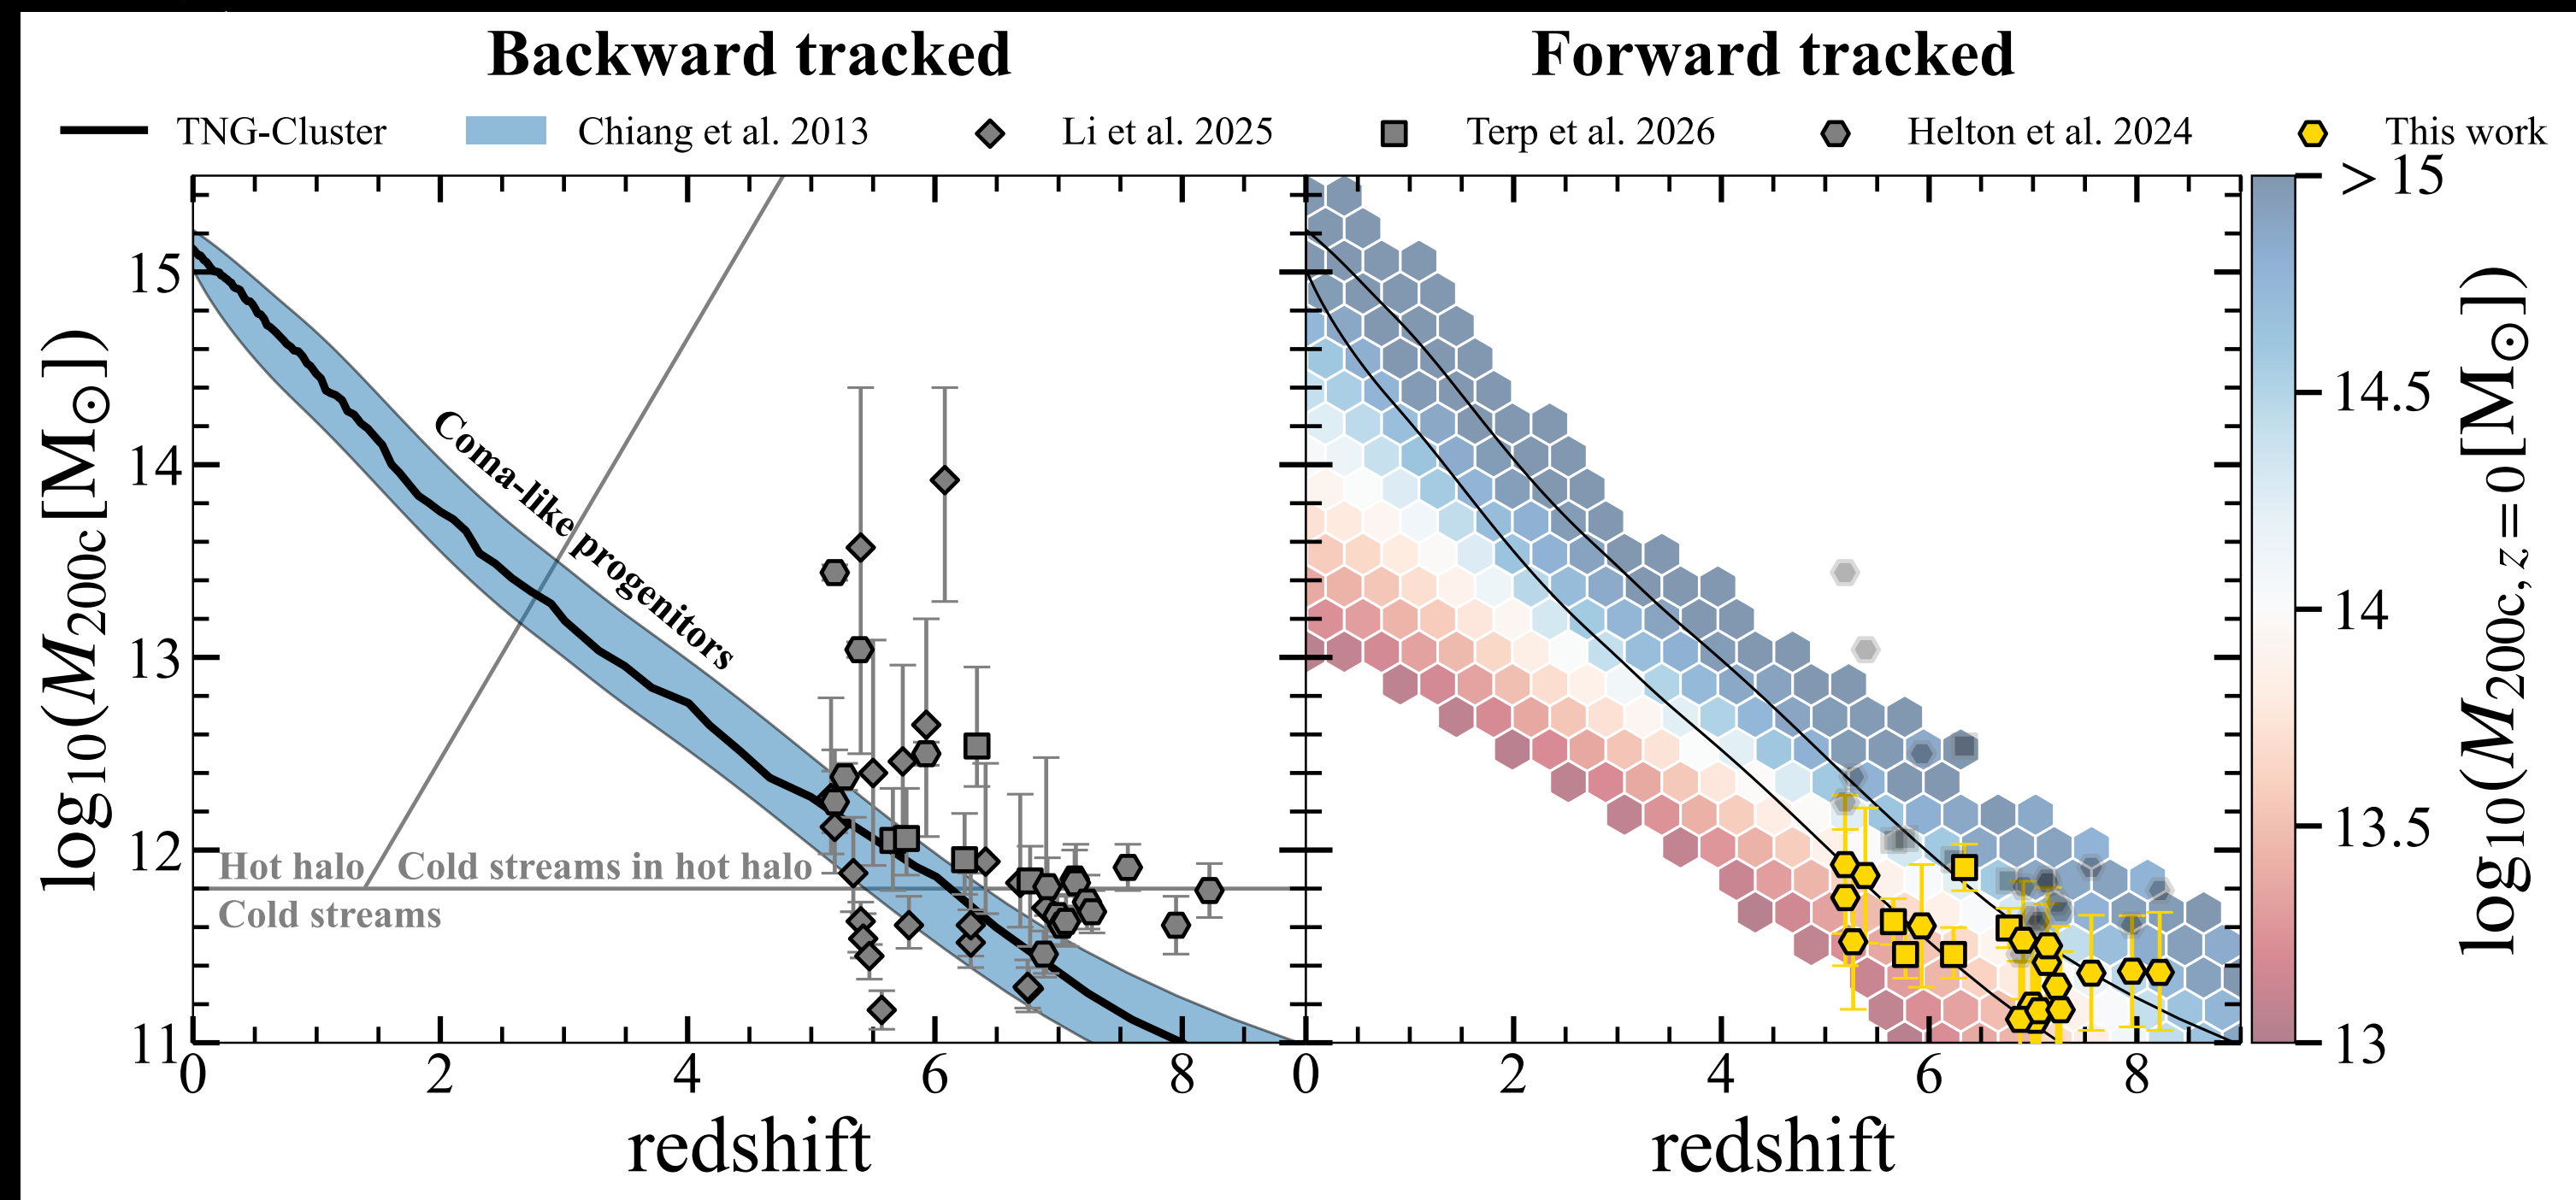 Backward tracked
Forward tracked
TNG-Cluster
Chiang et al. 2013
Li et al. 2025
Terp et al. 2026
Helton et al. 2024
This work
log10(M200c[M⊙])
15
14
13
12
11
Coma-like progenitors
Hot halo
Cold streams in hot halo
Cold streams
0 2 4 6 8
redshift
0 2 4 6 8
redshift
> 15
14.5
14
13.5
13
log10(M200c, z=0[M⊙])